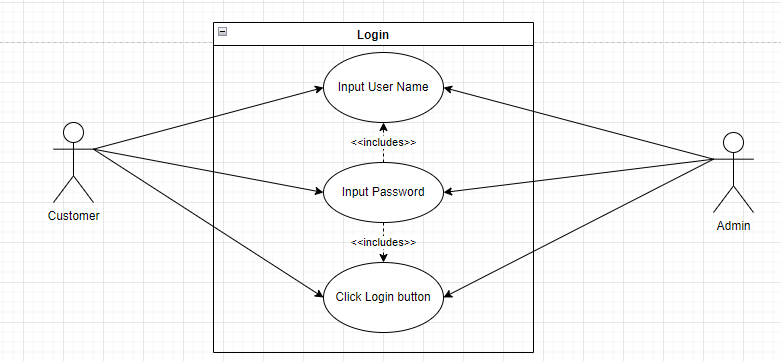 Login
Input User Name
<<includes>>
Input Password
Customer
Admin
<<includes>>
Click Login button